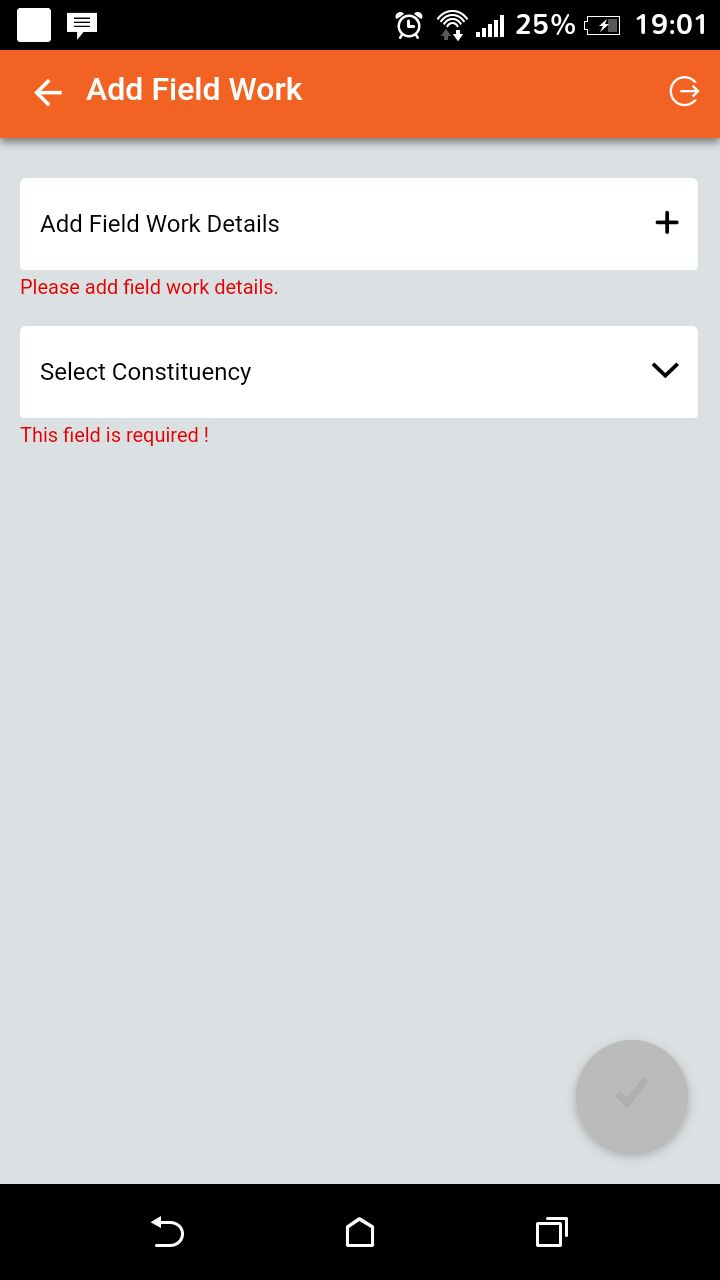 25% 19:01
Add Field Work
Add Field Work Details
Please add field work details.
Select Constituency
This field is required !